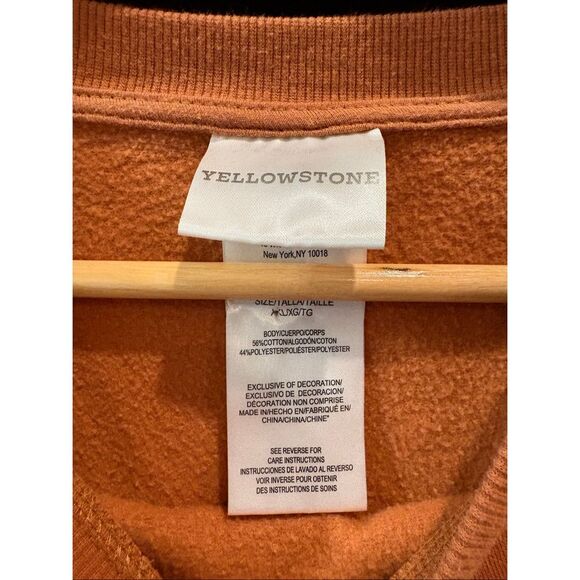 YELLOWSTONE
New York,NY 10018
SIZE/TALLA/TAILLE
XL/XG/TG
BODY/CUERPO/CORPS
56%COTTON/ALGODÓN/COTON
44%POLYESTER/POLIÉSTER/POLYESTER
EXCLUSIVE OF DECORATION/
EXCLUSIVO DE DECORACION/
DÉCORATION NON COMPRISE
MADE IN/HECHO EN/FABRIQUÉ EN/
CHINA/CHINA/CHINE"
SEE REVERSE FOR
CARE INSTRUCTIONS
INSTRUCCIONES DE LAVADO AL REVERSO
VOIR INVERSE POUR OBTENIR
DES INSTRUCTIONS DE SOINS